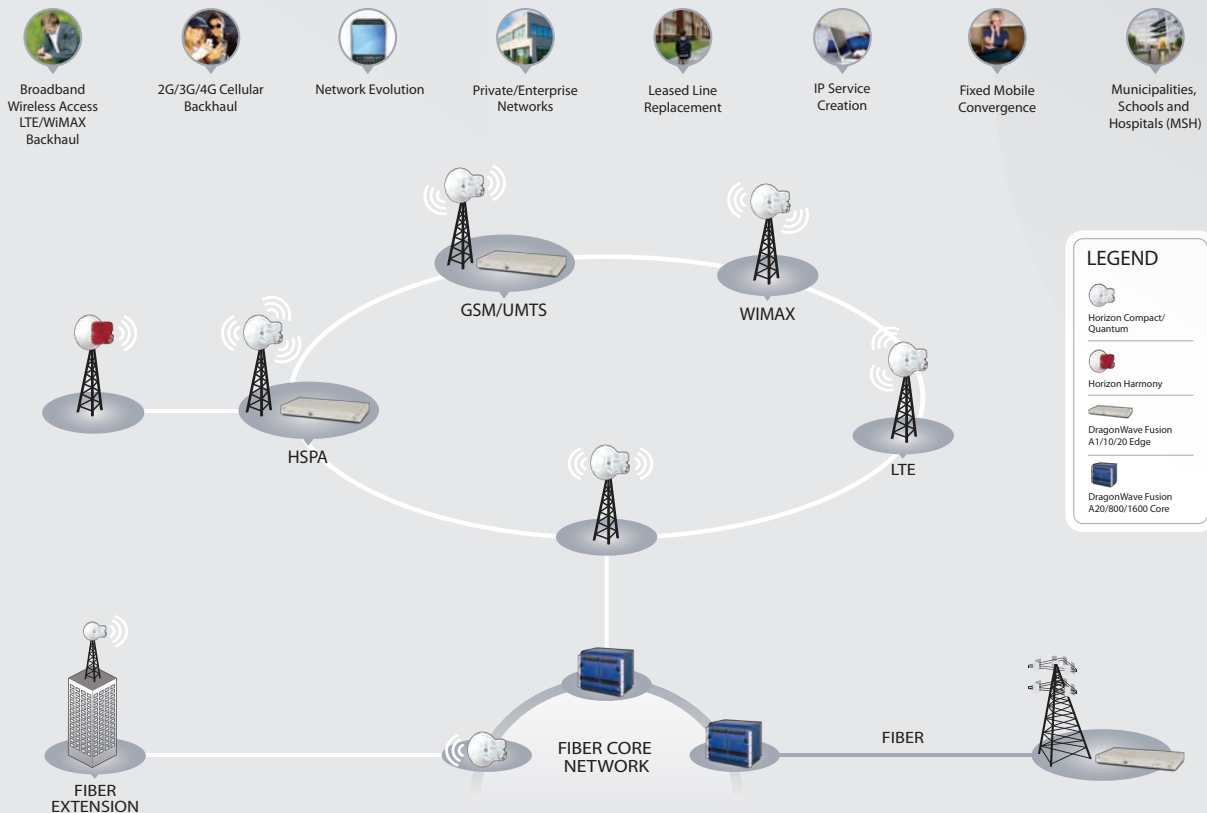 Broadband
Wireless Access
LTE/WiMAX
Backhaul
2G/3G/4G Cellular
Backhaul
Network Evolution
Private/Enterprise
Networks
Leased Line
Replacement
IP Service
Creation
Fixed Mobile
Convergence
Municipalities,
Schools and
Hospitals (MSH)
GSM/UMTS
WIMAX
HSPA
LTE
LEGEND
Horizon Compact/
Quantum
Horizon Harmony
DragonWave Fusion
A1/10/20 Edge
DragonWave Fusion
A20/800/1600 Core
FIBER CORE
NETWORK
FIBER
FIBER
EXTENSION